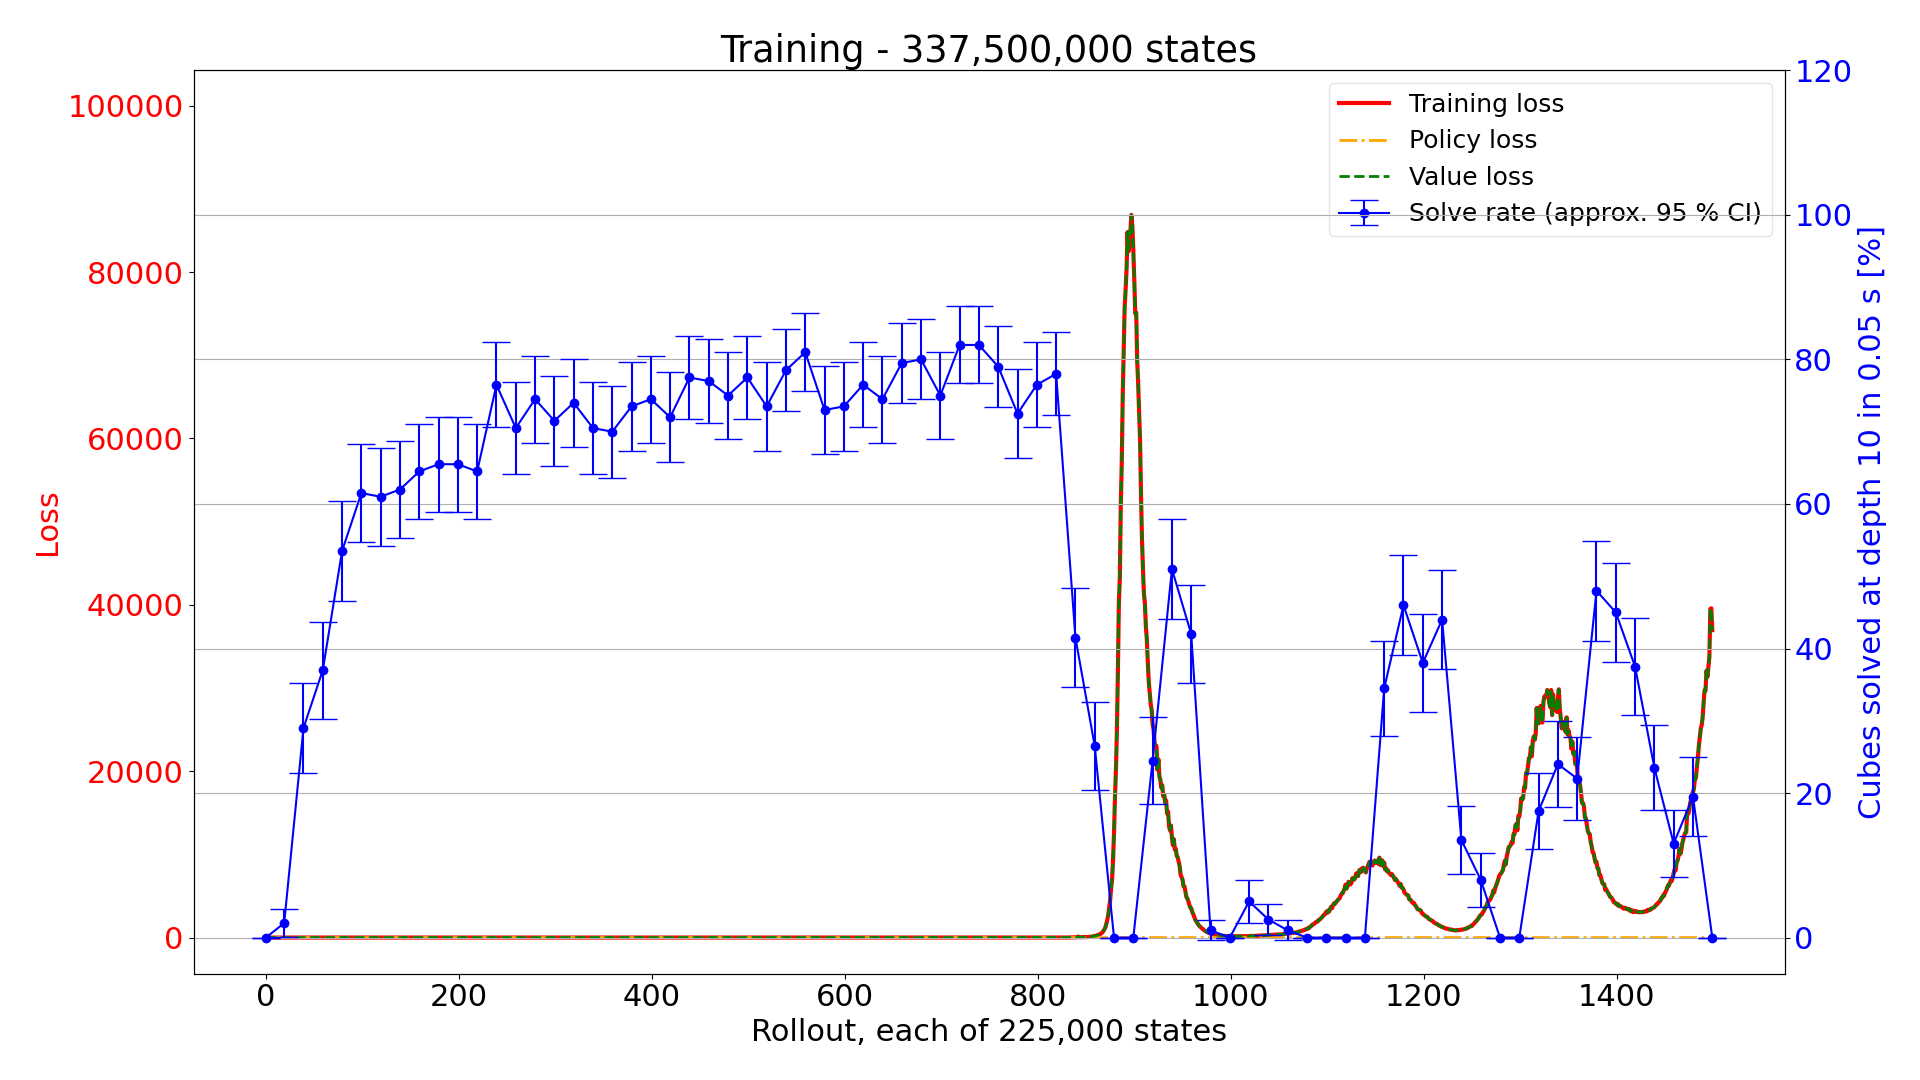 Training - 337,500,000 states
100000
80000
60000
40000
20000
0
Loss
Training loss
Policy loss
Value loss
Solve rate (approx. 95 % CI)
120
100
80
60
40
20
0
Cubes solved at depth 10 in 0.05 s [%]
0 200 400 600 800 1000 1200 1400
Rollout, each of 225,000 states